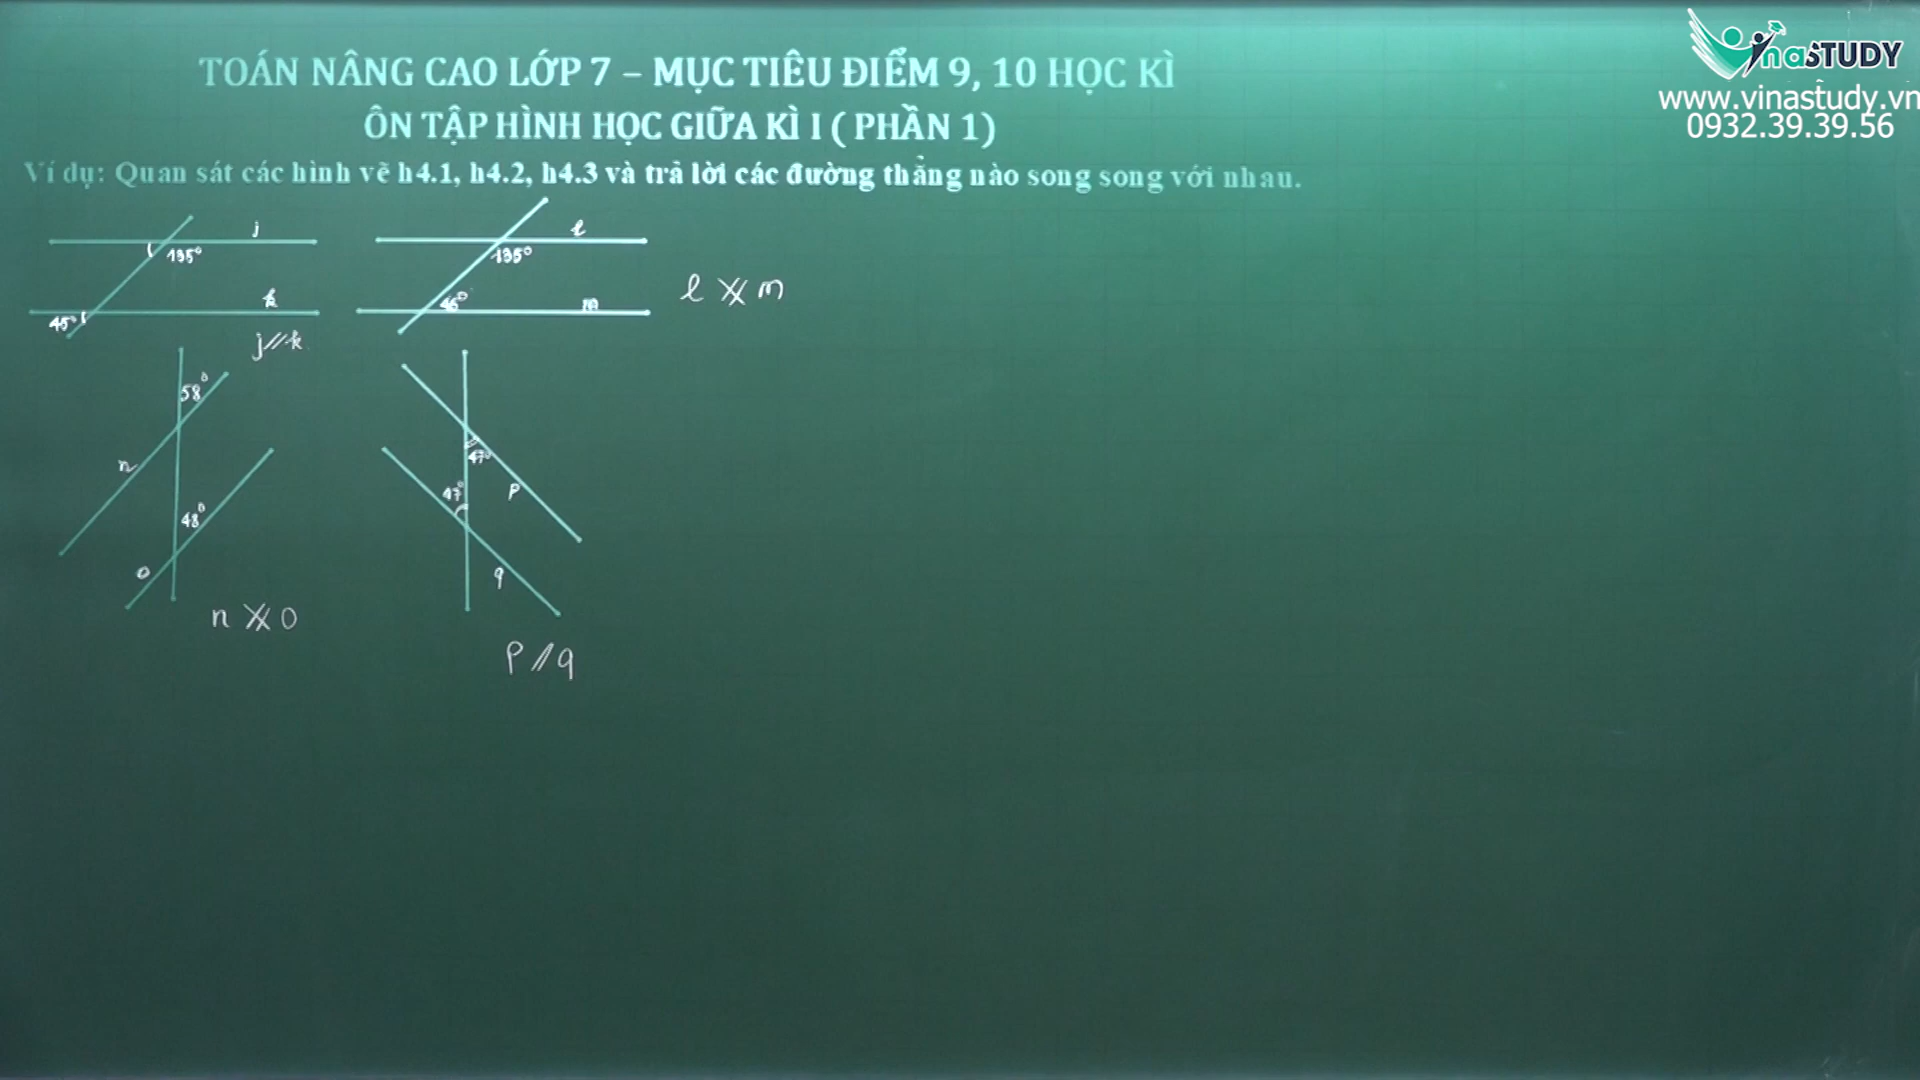 VinaSTUDY
www.vinastudy.vn
0932.39.39.56
TOÁN NÂNG CAO LỚP 7 – MỤC TIÊU ĐIỂM 9, 10 HỌC KÌ
ÔN TẬP HÌNH HỌC GIỮA KÌ I ( PHẦN 1)
Ví dụ: Quan sát các hình vẽ h4.1, h4.2, h4.3 và trả lời các đường thẳng nào song song với nhau.
j
135°
k
45°
j // k
l
135°
46°
m
l ∦ m
58°
n
48°
o
n ∦ o
47°
47°
p
q
p // q